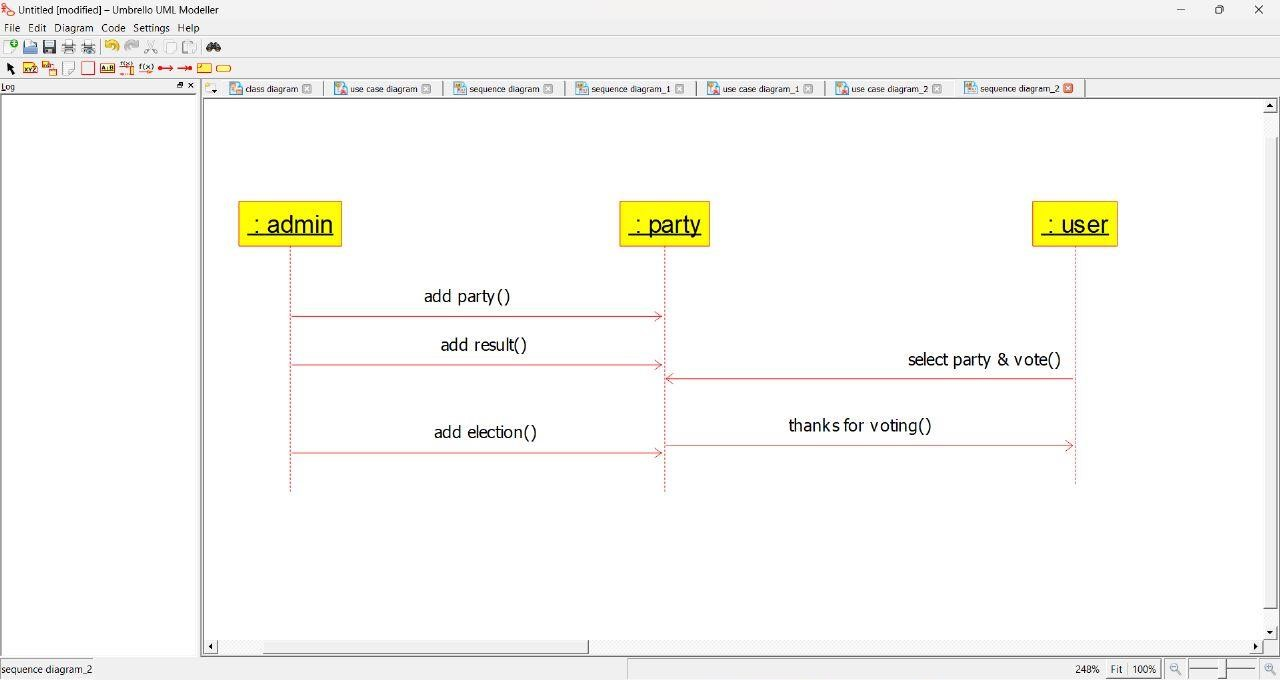 Untitled [modified] – Umbrello UML Modeller
File Edit Diagram Code Settings Help
Log
class diagram
use case diagram
sequence diagram
sequence diagram_1
use case diagram_1
use case diagram_2
sequence diagram_2
: admin
: party
: user
add party()
add result()
select party & vote()
thanks for voting()
add election()
sequence diagram_2
248% Fit 100%